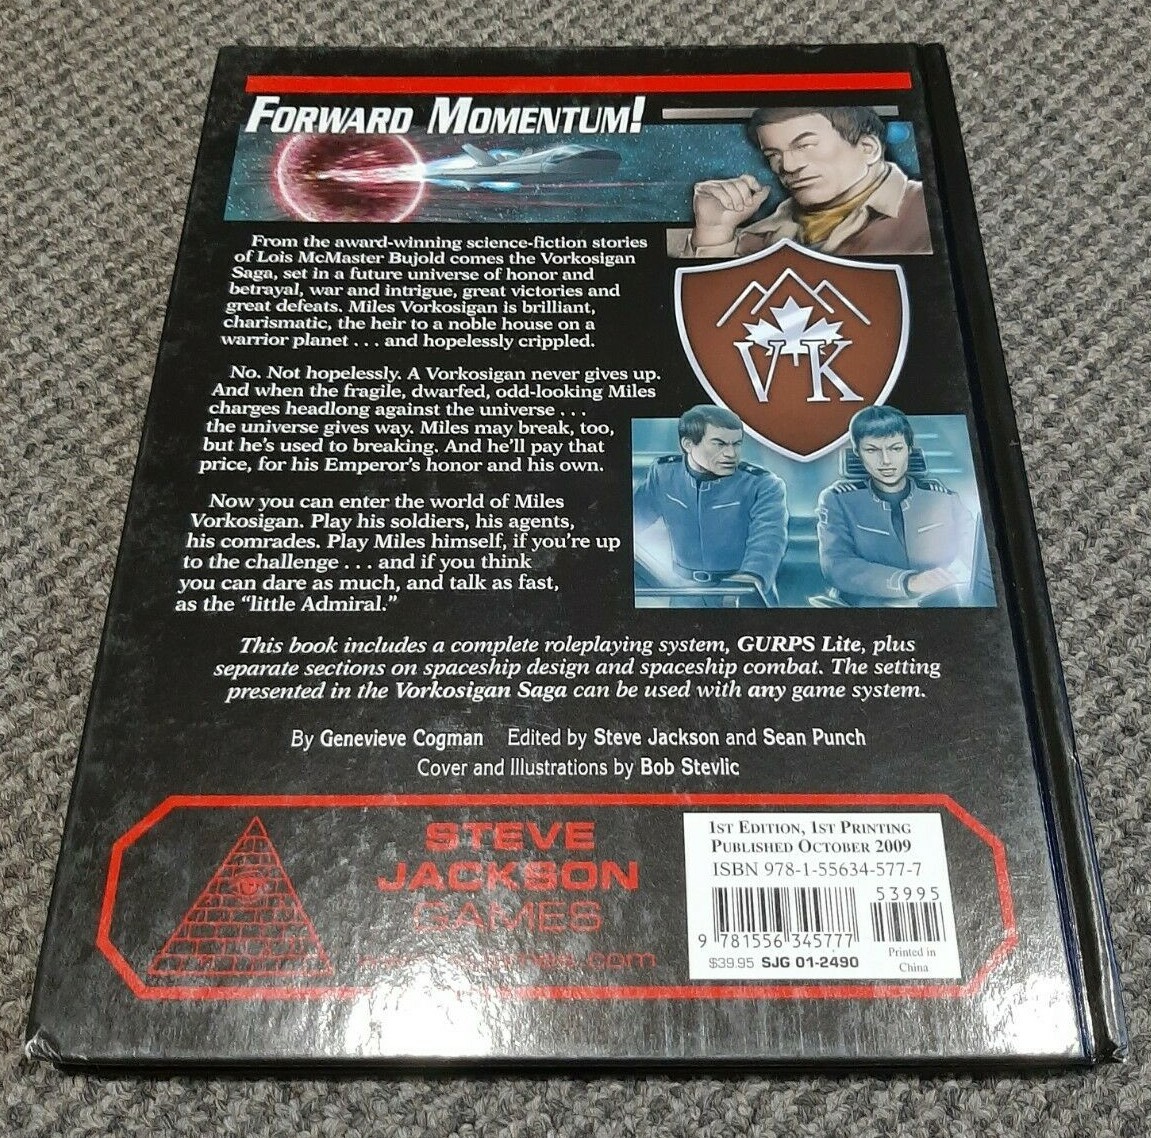 FORWARD MOMENTUM!
From the award-winning science-fiction stories
of Lois McMaster Bujold comes the Vorkosigan
Saga, set in a future universe of honor and
betrayal, war and intrigue, great victories and
great defeats. Miles Vorkosigan is brilliant,
charismatic, the heir to a noble house on a
warrior planet . . . and hopelessly crippled.
No. Not hopelessly. A Vorkosigan never gives up.
And when the fragile, dwarfed, odd-looking Miles
charges headlong against the universe . . .
the universe gives way. Miles may break, too,
but he's used to breaking. And he'll pay that
price, for his Emperor's honor and his own.
Now you can enter the world of Miles
Vorkosigan. Play his soldiers, his agents,
his comrades. Play Miles himself, if you're up
to the challenge . . . and if you think
you can dare as much, and talk as fast,
as the "little Admiral."
VK
This book includes a complete roleplaying system, GURPS Lite, plus
separate sections on spaceship design and spaceship combat. The setting
presented in the Vorkosigan Saga can be used with any game system.
By Genevieve Cogman Edited by Steve Jackson and Sean Punch
Cover and Illustrations by Bob Stevlic
STEVE
JACKSON
GAMES
1ST EDITION, 1ST PRINTING
PUBLISHED OCTOBER 2009
ISBN 978-1-55634-577-7
53995
9 781556 345777
$39.95 SJG 01-2490
Printed in
China